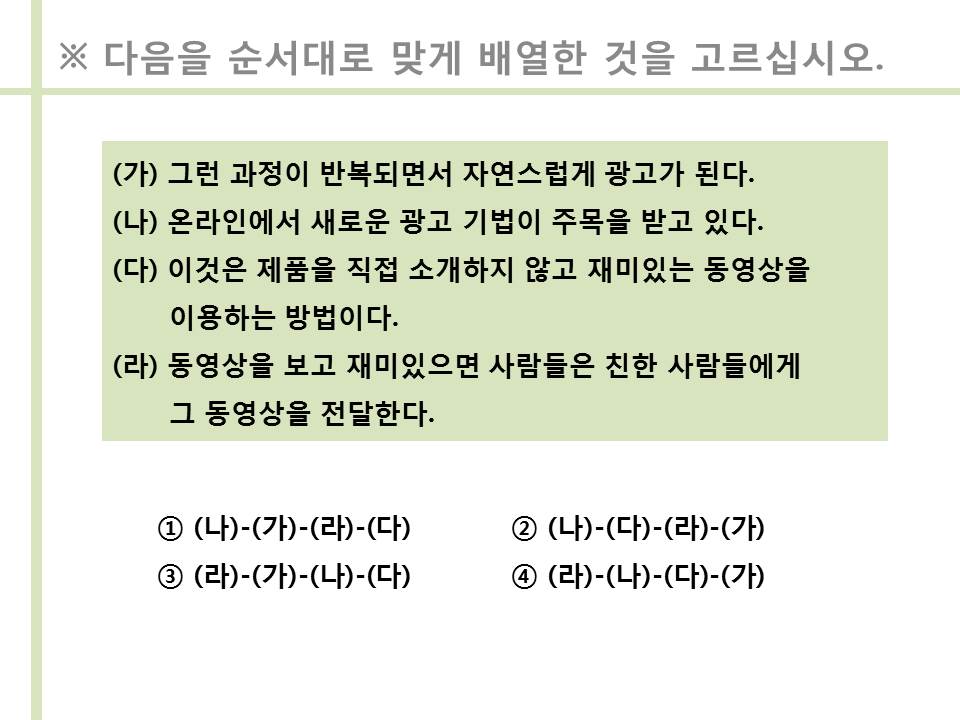 ※ 다음을 순서대로 맞게 배열한 것을 고르십시오.
(가) 그런 과정이 반복되면서 자연스럽게 광고가 된다.
(나) 온라인에서 새로운 광고 기법이 주목을 받고 있다.
(다) 이것은 제품을 직접 소개하지 않고 재미있는 동영상을
이용하는 방법이다.
(라) 동영상을 보고 재미있으면 사람들은 친한 사람들에게
그 동영상을 전달한다.
① (나)-(가)-(라)-(다) ② (나)-(다)-(라)-(가)
③ (라)-(가)-(나)-(다) ④ (라)-(나)-(다)-(가)